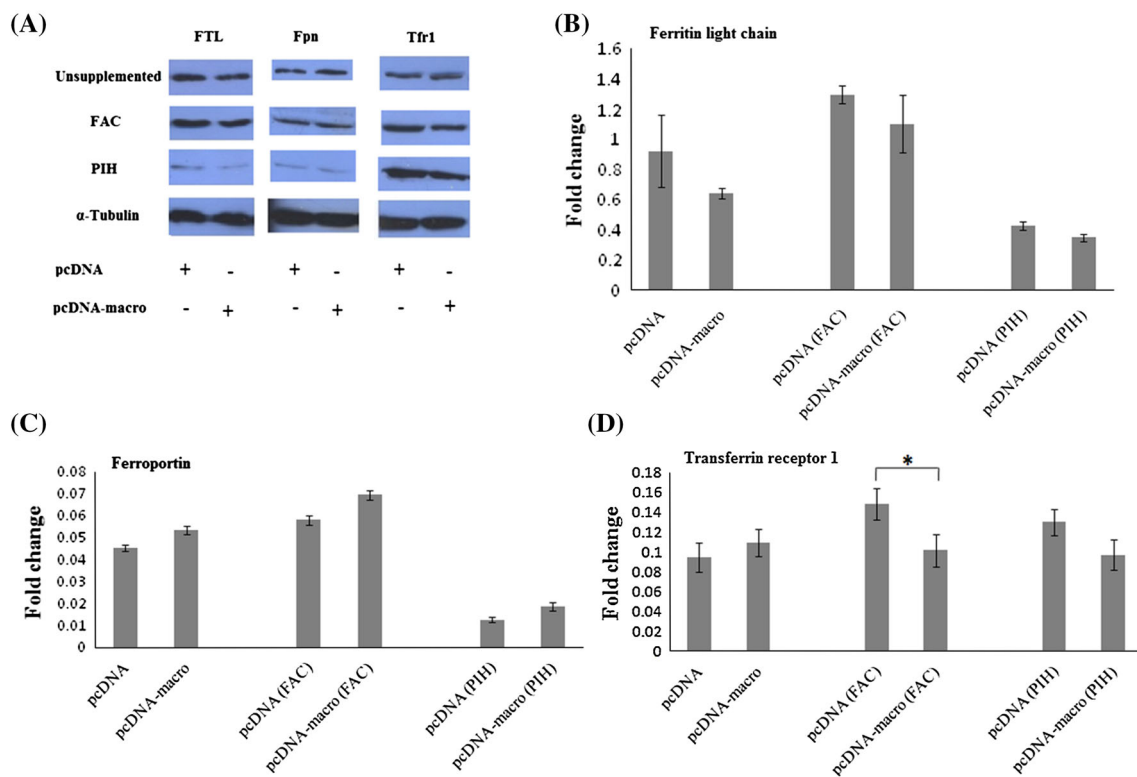 (A)
FTL Fpn Tfr1
Unsupplemented
FAC
PIH
α-Tubulin
pcDNA + - + - + -
pcDNA-macro - + - + - +
(B)
Ferritin light chain
Fold change
1.6
1.4
1.2
1
0.8
0.6
0.4
0.2
0
pcDNA
pcDNA-macro
pcDNA (FAC)
pcDNA-macro (FAC)
pcDNA (PIH)
pcDNA-macro (PIH)
(C)
Ferroportin
Fold change
0.08
0.07
0.06
0.05
0.04
0.03
0.02
0.01
0
pcDNA
pcDNA-macro
pcDNA (FAC)
pcDNA-macro (FAC)
pcDNA (PIH)
pcDNA-macro (PIH)
(D)
Transferrin receptor 1
*
Fold change
0.18
0.16
0.14
0.12
0.1
0.08
0.06
0.04
0.02
0
pcDNA
pcDNA-macro
pcDNA (FAC)
pcDNA-macro (FAC)
pcDNA (PIH)
pcDNA-macro (PIH)